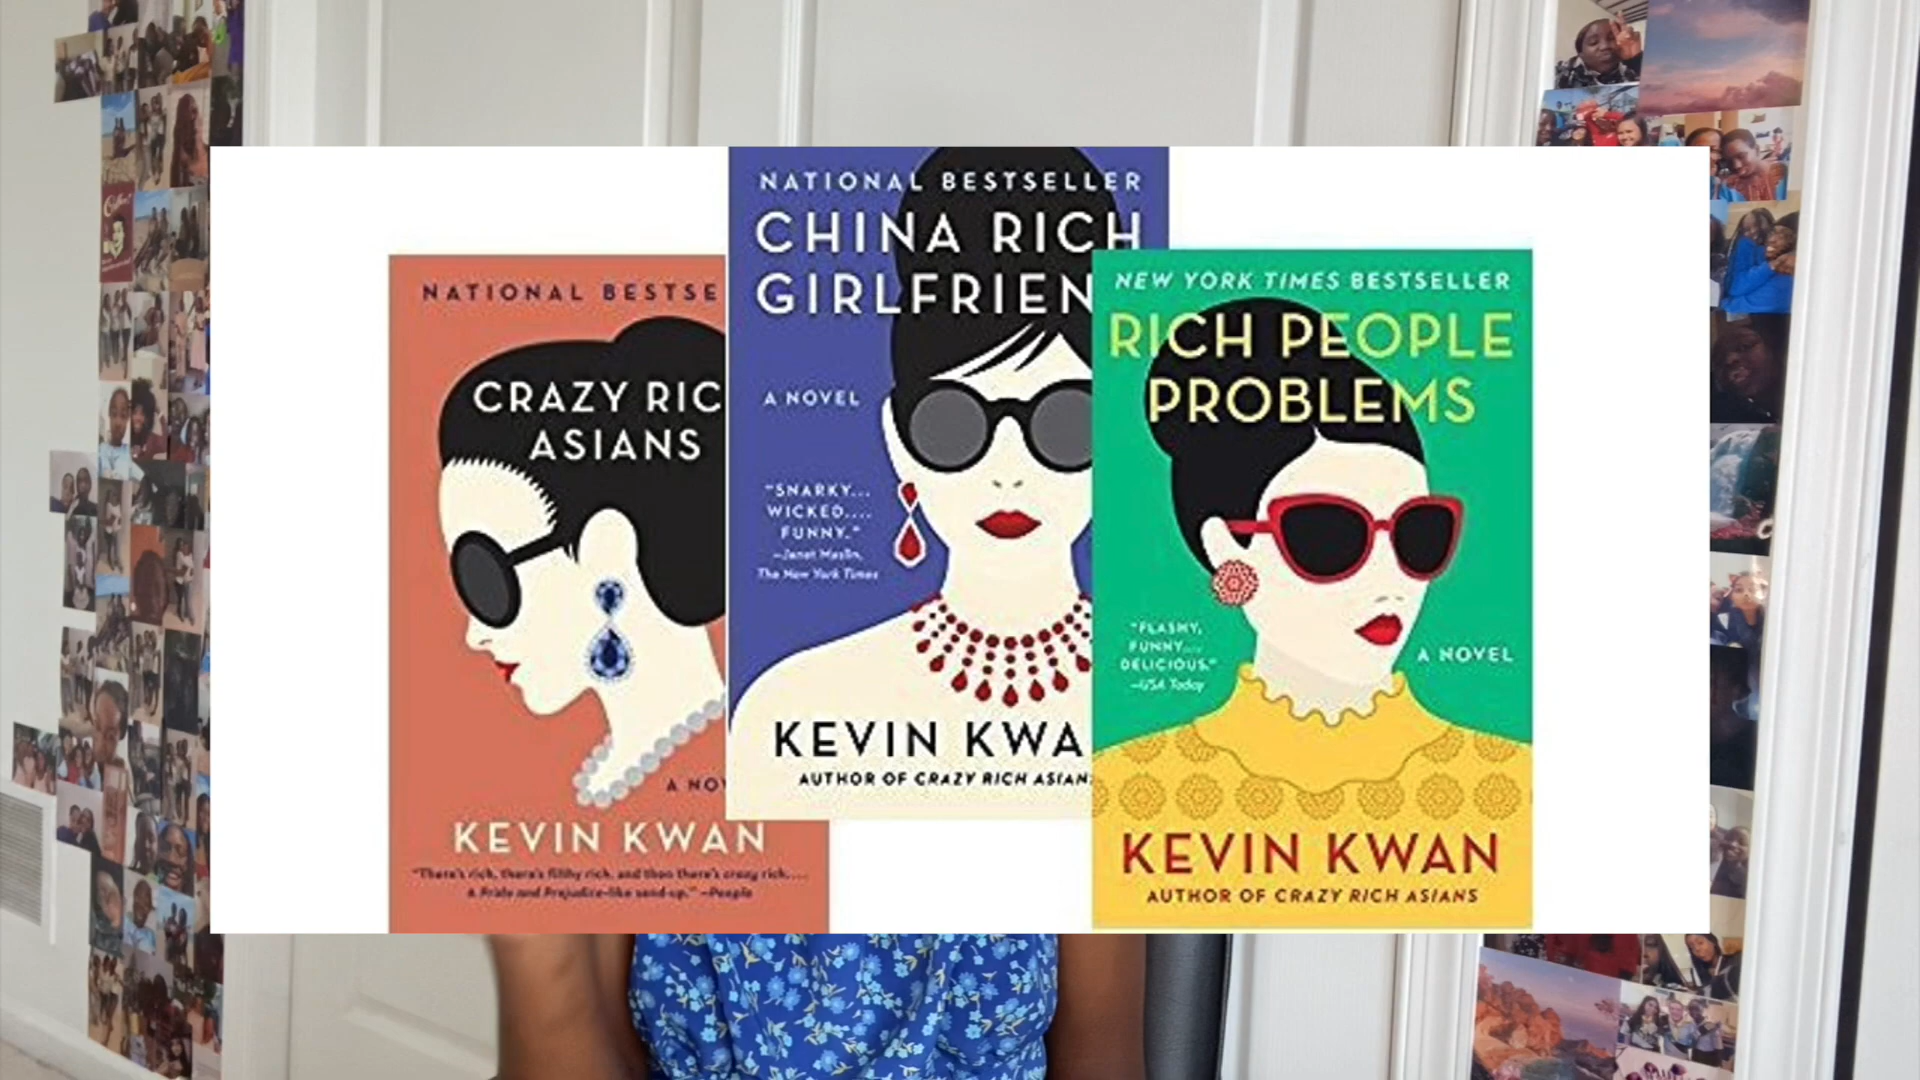 NATIONAL BESTSE
CRAZY RIC
ASIANS
A NOV
KEVIN KWAN
"There's rich, there's filthy rich, and then there's crazy rich....
A Pride and Prejudice-like send-up." —People
NATIONAL BESTSELLER
CHINA RICH
GIRLFRIEN
A NOVEL
"SNARKY...
WICKED....
FUNNY."
—Janet Maslin,
The New York Times
KEVIN KWA
AUTHOR OF CRAZY RICH ASIAN
NEW YORK TIMES BESTSELLER
RICH PEOPLE
PROBLEMS
"FLASHY,
FUNNY....
DELICIOUS."
—USA Today
A NOVEL
KEVIN KWAN
AUTHOR OF CRAZY RICH ASIANS